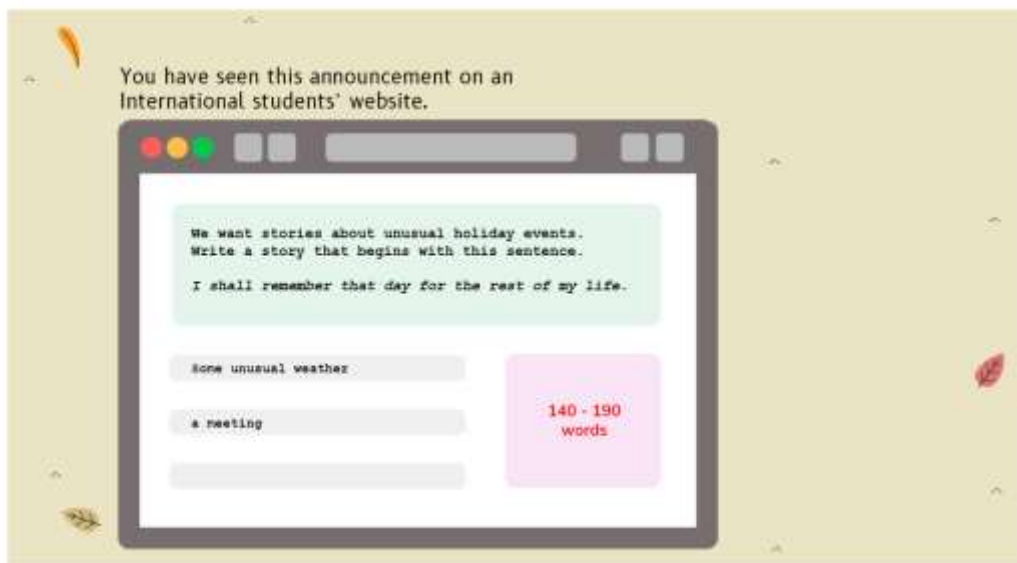 You have seen this announcement on an
International students' website.
We want stories about unusual holiday events.
Write a story that begins with this sentence.
I shall remember that day for the rest of my life.
Some unusual weather
a meeting
140 - 190
words